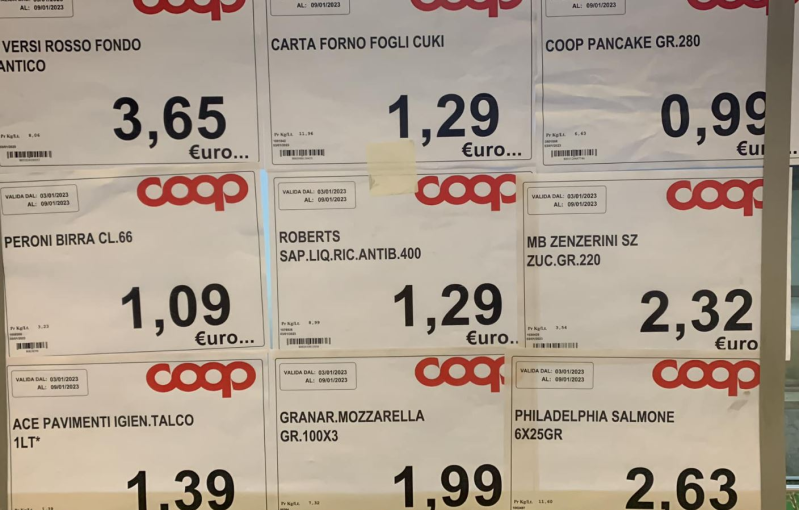 AL: 09/01/2023
coop
VERSI ROSSO FONDO
ANTICO
3,65
€uro...
AL: 09/01/2023
coop
CARTA FORNO FOGLI CUKI
1,29
€uro...
AL: 09/01/2023
COOP PANCAKE GR.280
0,99
VALIDA DAL: 03/01/2023
AL: 09/01/2023
coop
PERONI BIRRA CL.66
1,09
€uro...
VALIDA DAL: 03/01/2023
AL: 09/01/2023
coop
ROBERTS
SAP.LIQ.RIC.ANTIB.400
1,29
€uro..
VALIDA DAL: 03/01/2023
AL: 09/01/2023
coop
MB ZENZERINI SZ
ZUC.GR.220
2,32
€uro
VALIDA DAL: 03/01/2023
AL: 09/01/2023
coop
ACE PAVIMENTI IGIEN.TALCO
1LT*
1,39
VALIDA DAL: 03/01/2023
AL: 09/01/2023
coop
GRANAR.MOZZARELLA
GR.100X3
1,99
VALIDA DAL: 03/01/2023
AL: 09/01/2023
coop
PHILADELPHIA SALMONE
6X25GR
2,63